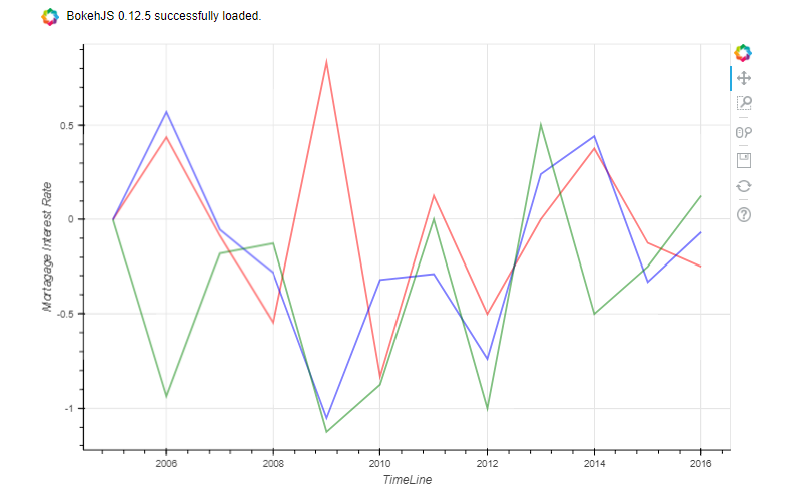 BokehJS 0.12.5 successfully loaded.
0.5
0
-0.5
-1
Mortagage Interest Rate
2006 2008 2010 2012 2014 2016
TimeLine